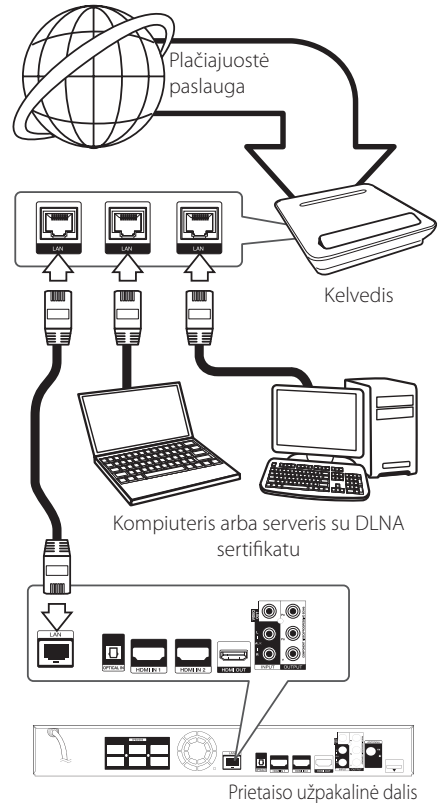 Plačiajuostė
paslauga
LAN
LAN
LAN
Kelvedis
Kompiuteris arba serveris su DLNA
sertifikatu
LAN
OPTICAL IN
HDMI IN 1
HDMI IN 2
HDMI OUT
INPUT
OUTPUT
Prietaiso užpakalinė dalis